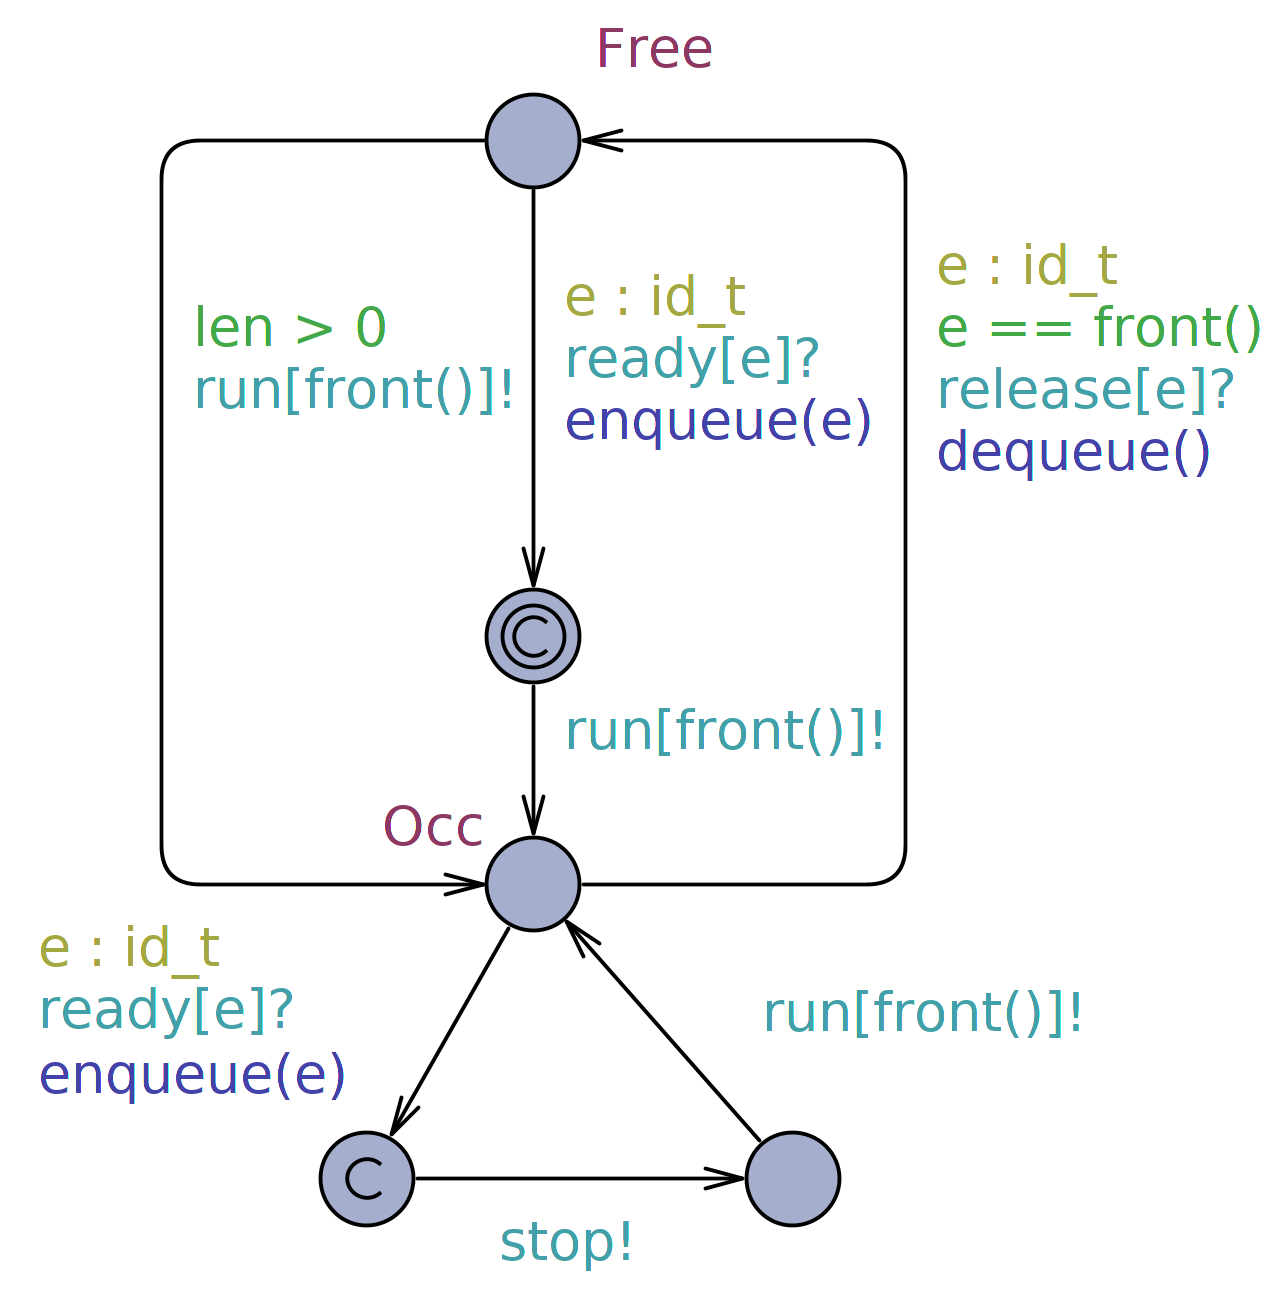 Free
len > 0
run[front()]!
e : id_t
ready[e]?
enqueue(e)
e : id_t
e == front()
release[e]?
dequeue()
C
run[front()]!
Occ
e : id_t
ready[e]?
enqueue(e)
run[front()]!
C
stop!